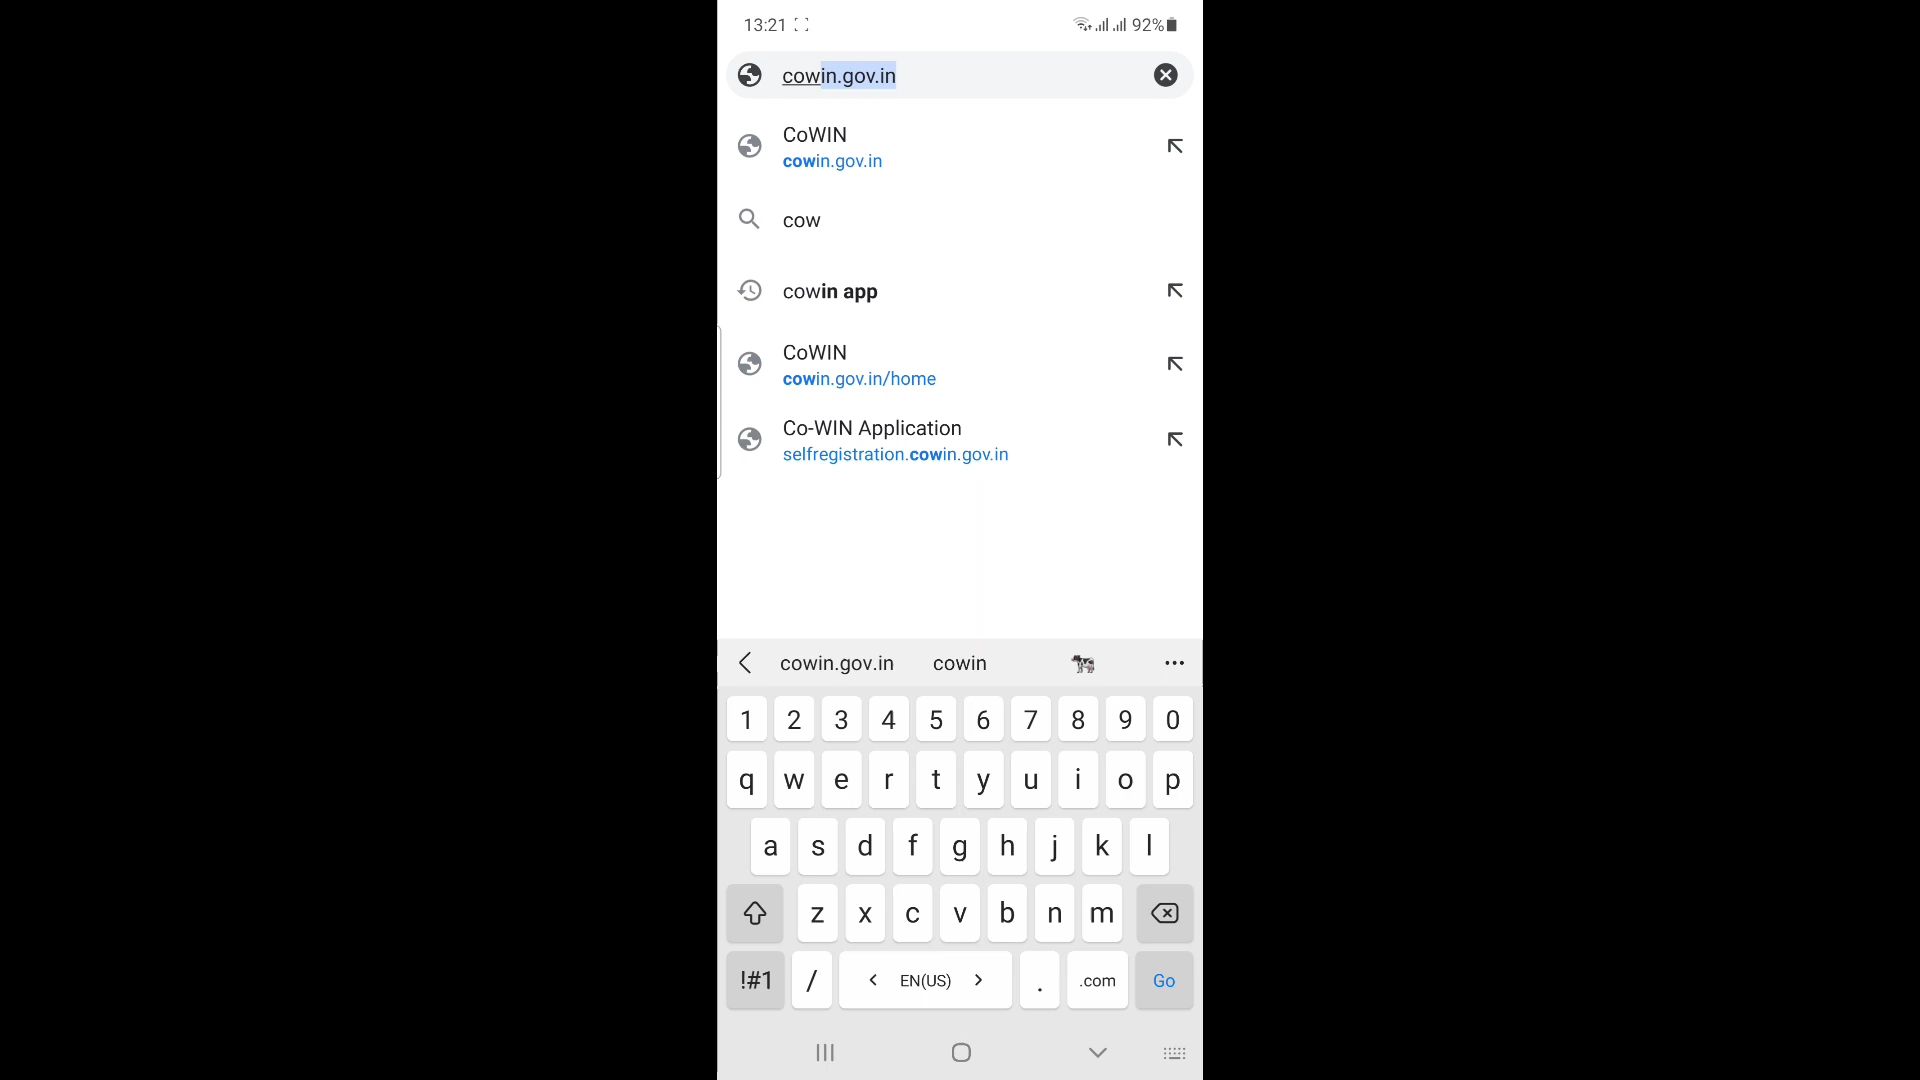 13:21 92%
cowin.gov.in
CoWIN
cowin.gov.in
cow
cowin app
CoWIN
cowin.gov.in/home
Co-WIN Application
selfregistration.cowin.gov.in
cowin.gov.in cowin
1 2 3 4 5 6 7 8 9 0
q w e r t y u i o p
a s d f g h j k l
z x c v b n m
!#1 / < EN(US) > . .com Go